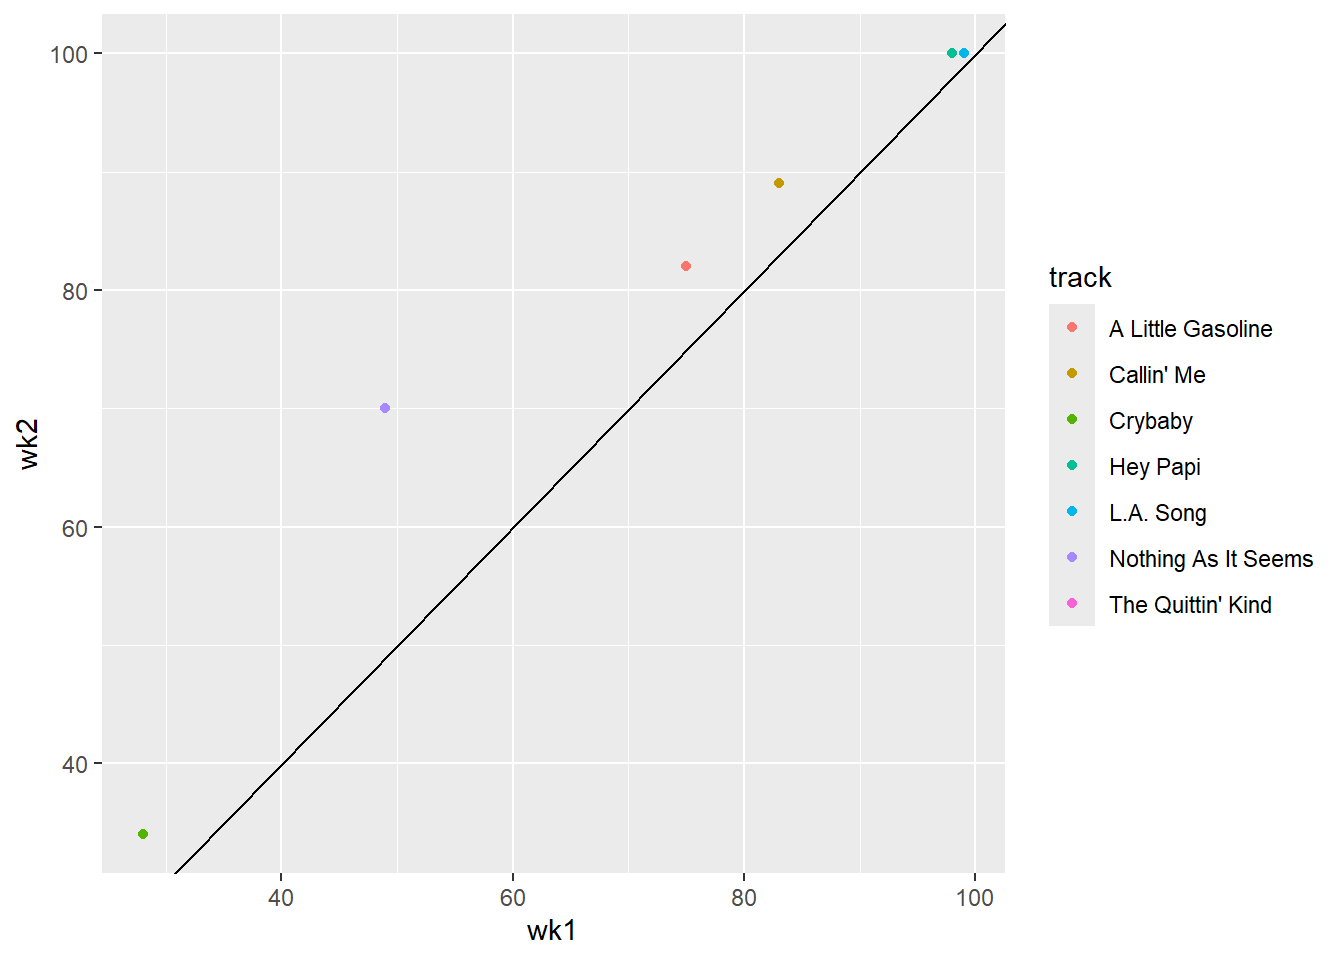 100
80
60
40
wk2
40
60
80
100
wk1
track
A Little Gasoline
Callin' Me
Crybaby
Hey Papi
L.A. Song
Nothing As It Seems
The Quittin' Kind